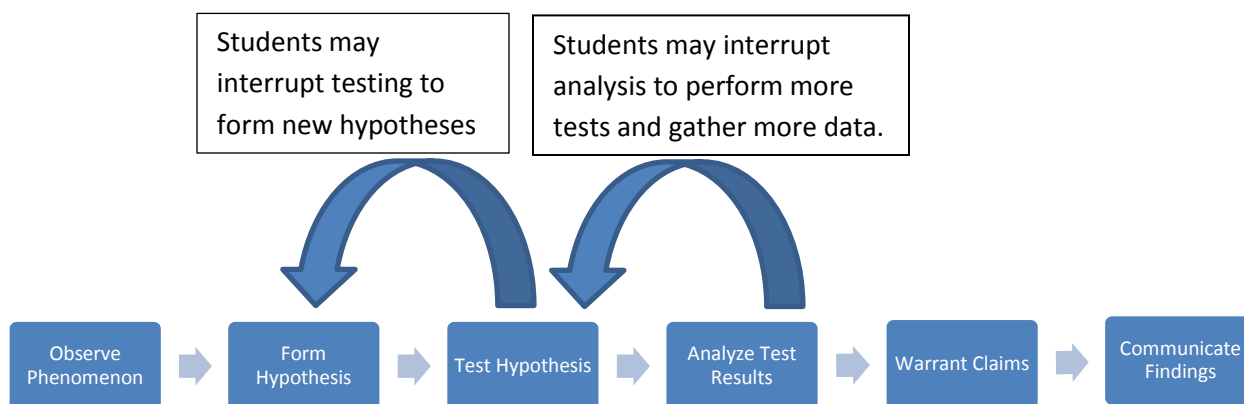 Students may
interrupt testing to
form new hypotheses
Students may interrupt
analysis to perform more
tests and gather more data.
Observe
Phenomenon
Form
Hypothesis
Test Hypothesis
Analyze Test
Results
Warrant Claims
Communicate
Findings